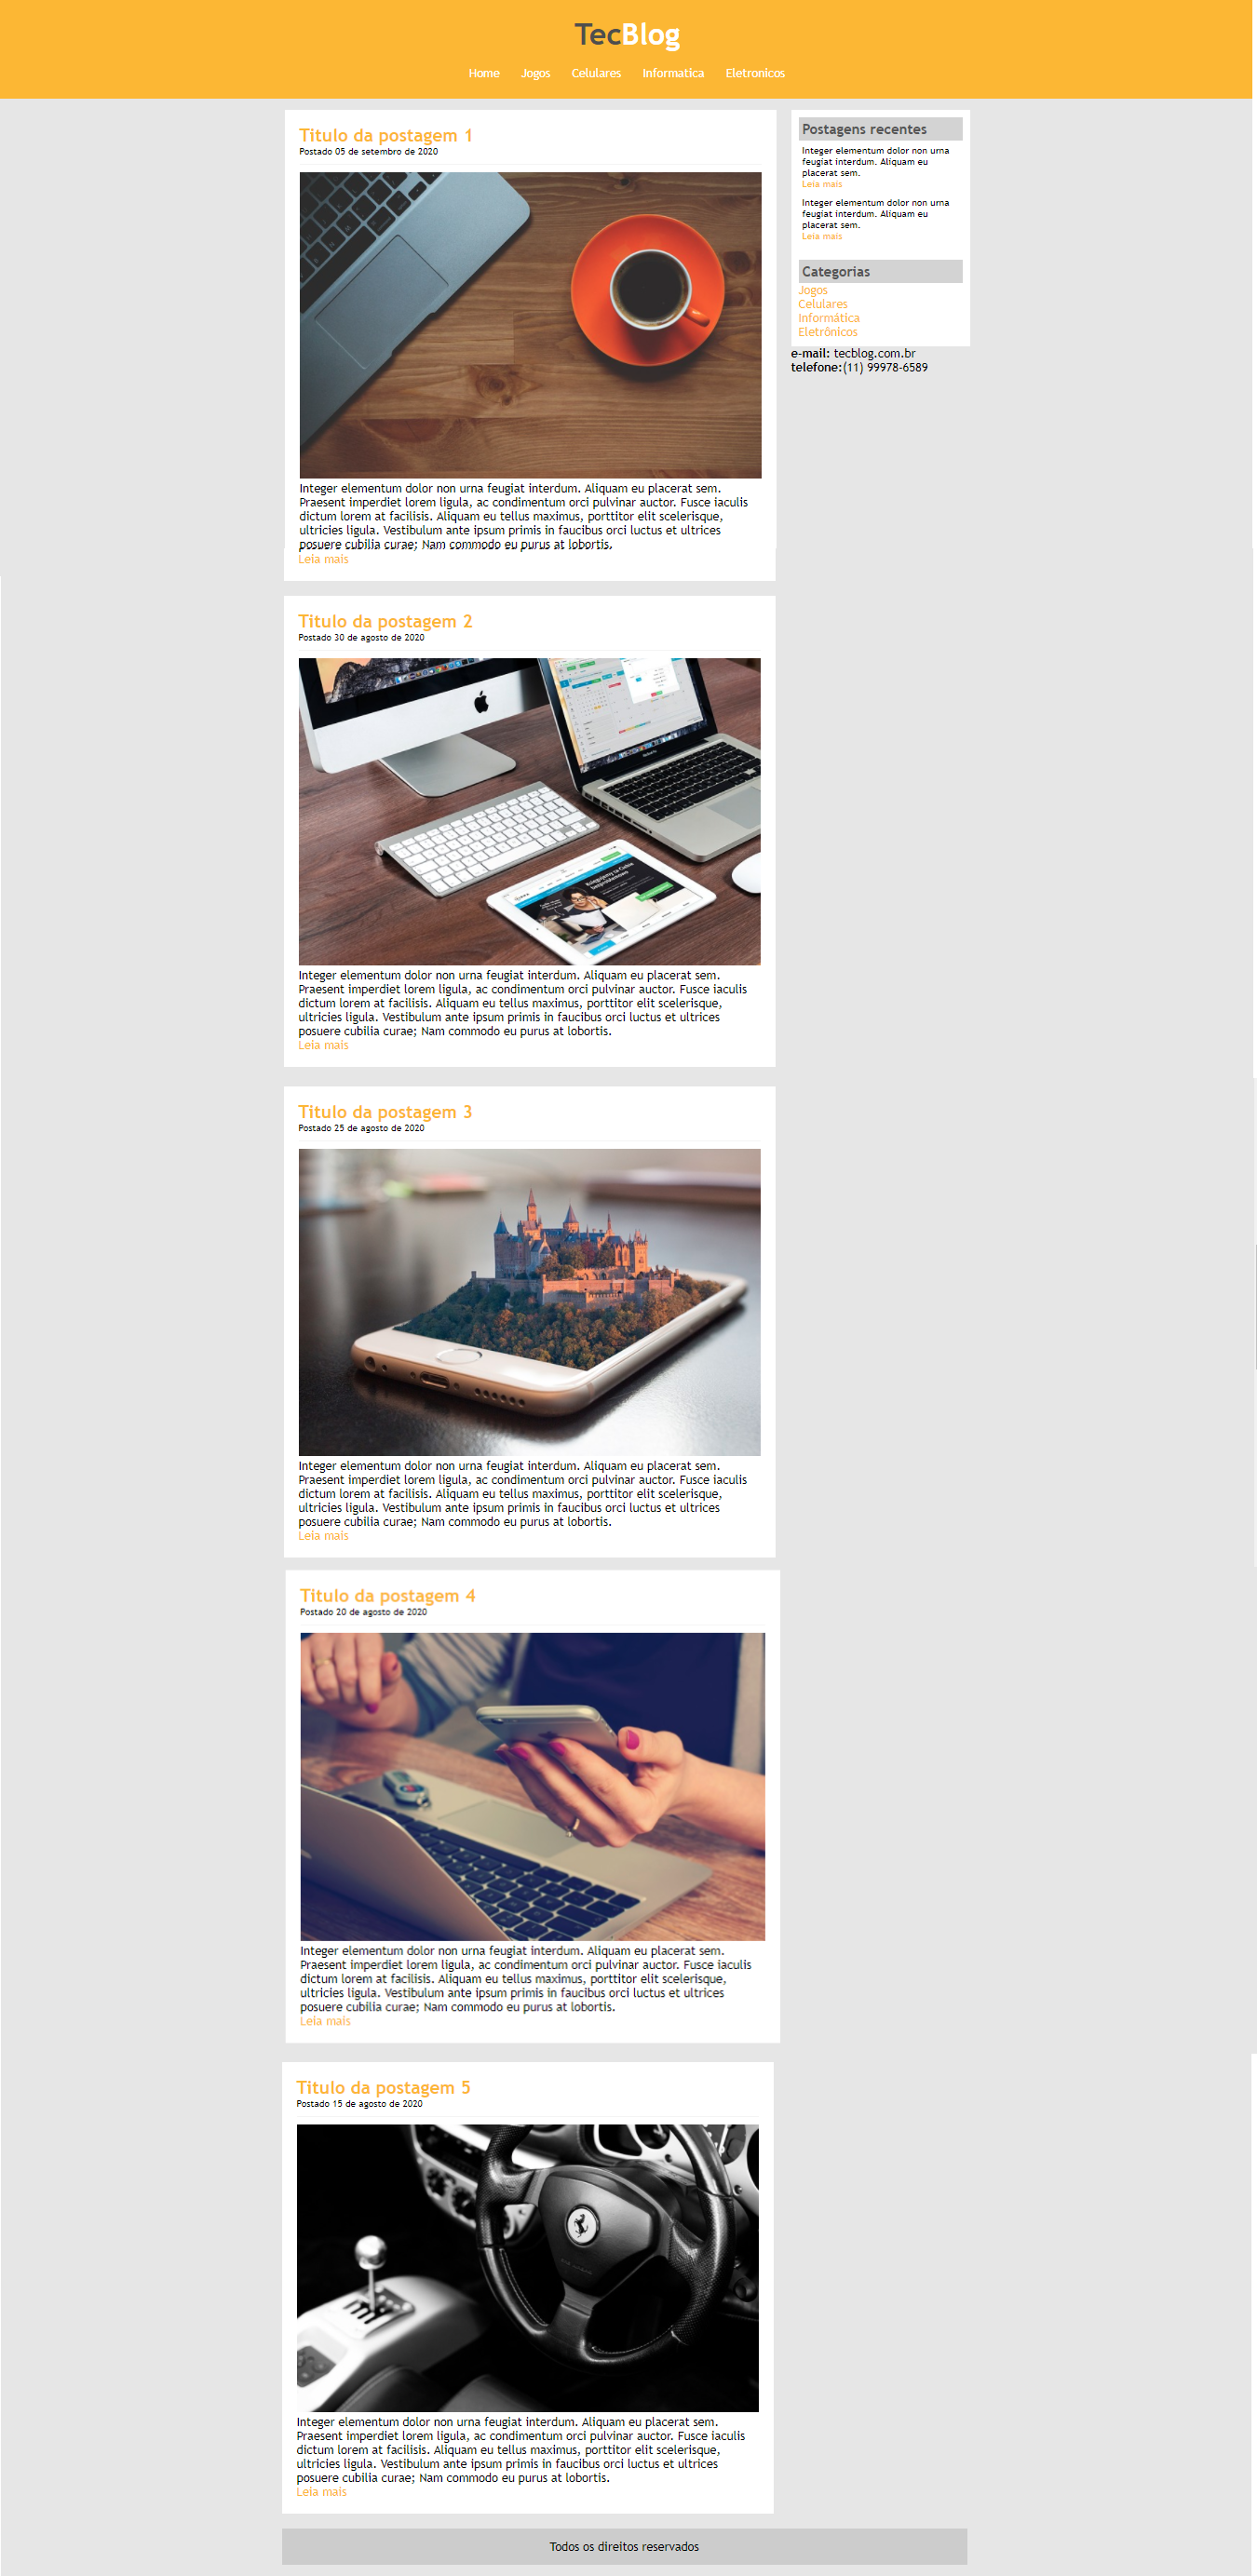 TecBlog
Home Jogos Celulares Informatica Eletronicos
Titulo da postagem 1
Postado 05 de setembro de 2020
Integer elementum dolor non urna feugiat interdum. Aliquam eu placerat sem.
Praesent imperdiet lorem ligula, ac condimentum orci pulvinar auctor. Fusce iaculis
dictum lorem at facilisis. Aliquam eu tellus maximus, porttitor elit scelerisque,
ultricies ligula. Vestibulum ante ipsum primis in faucibus orci luctus et ultrices
posuere cubilia curae; Nam commodo eu purus at lobortis.
Leia mais
Postagens recentes
Integer elementum dolor non urna
feugiat interdum. Aliquam eu
placerat sem.
Leia mais
Integer elementum dolor non urna
feugiat interdum. Aliquam eu
placerat sem.
Leia mais
Categorias
Jogos
Celulares
Informática
Eletrônicos
e-mail: tecblog.com.br
telefone:(11) 99978-6589
Titulo da postagem 2
Postado 30 de agosto de 2020
Integer elementum dolor non urna feugiat interdum. Aliquam eu placerat sem.
Praesent imperdiet lorem ligula, ac condimentum orci pulvinar auctor. Fusce iaculis
dictum lorem at facilisis. Aliquam eu tellus maximus, porttitor elit scelerisque,
ultricies ligula. Vestibulum ante ipsum primis in faucibus orci luctus et ultrices
posuere cubilia curae; Nam commodo eu purus at lobortis.
Leia mais
Titulo da postagem 3
Postado 25 de agosto de 2020
Integer elementum dolor non urna feugiat interdum. Aliquam eu placerat sem.
Praesent imperdiet lorem ligula, ac condimentum orci pulvinar auctor. Fusce iaculis
dictum lorem at facilisis. Aliquam eu tellus maximus, porttitor elit scelerisque,
ultricies ligula. Vestibulum ante ipsum primis in faucibus orci luctus et ultrices
posuere cubilia curae; Nam commodo eu purus at lobortis.
Leia mais
Titulo da postagem 4
Postado 20 de agosto de 2020
Integer elementum dolor non urna feugiat interdum. Aliquam eu placerat sem.
Praesent imperdiet lorem ligula, ac condimentum orci pulvinar auctor. Fusce iaculis
dictum lorem at facilisis. Aliquam eu tellus maximus, porttitor elit scelerisque,
ultricies ligula. Vestibulum ante ipsum primis in faucibus orci luctus et ultrices
posuere cubilia curae; Nam commodo eu purus at lobortis.
Leia mais
Titulo da postagem 5
Postado 15 de agosto de 2020
Integer elementum dolor non urna feugiat interdum. Aliquam eu placerat sem.
Praesent imperdiet lorem ligula, ac condimentum orci pulvinar auctor. Fusce iaculis
dictum lorem at facilisis. Aliquam eu tellus maximus, porttitor elit scelerisque,
ultricies ligula. Vestibulum ante ipsum primis in faucibus orci luctus et ultrices
posuere cubilia curae; Nam commodo eu purus at lobortis.
Leia mais
Todos os direitos reservados